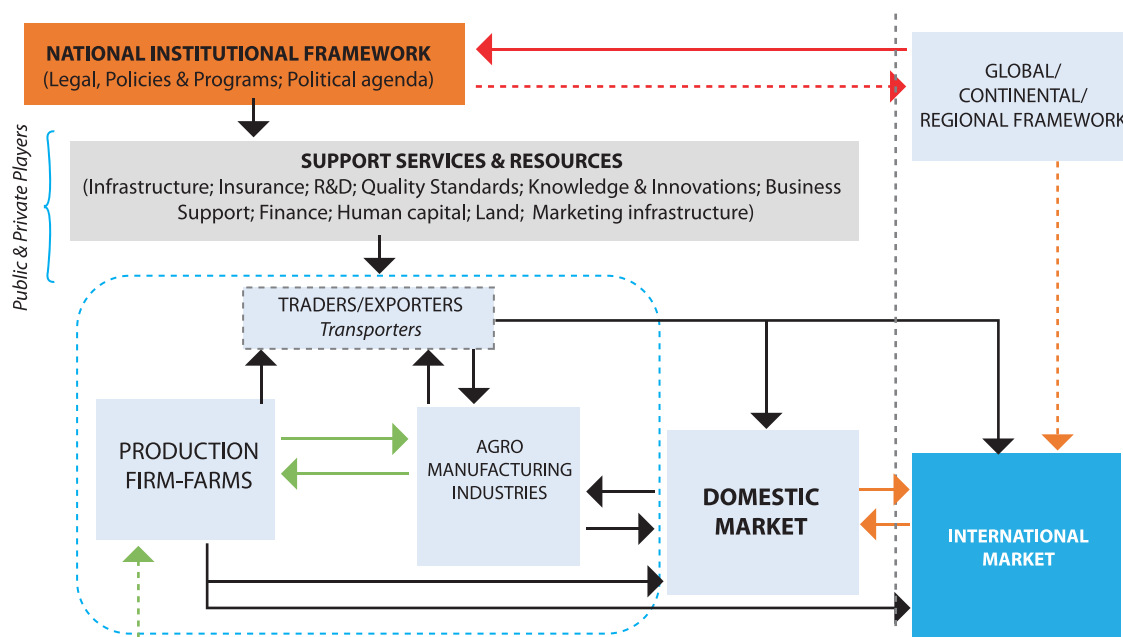 NATIONAL INSTITUTIONAL FRAMEWORK
(Legal, Policies & Programs; Political agenda)
GLOBAL/
CONTINENTAL/
REGIONAL FRAMEWORK
Public & Private Players
SUPPORT SERVICES & RESOURCES
(Infrastructure; Insurance; R&D; Quality Standards; Knowledge & Innovations; Business
Support; Finance; Human capital; Land; Marketing infrastructure)
TRADERS/EXPORTERS
Transporters
PRODUCTION
FIRM-FARMS
AGRO
MANUFACTURING
INDUSTRIES
DOMESTIC
MARKET
INTERNATIONAL
MARKET